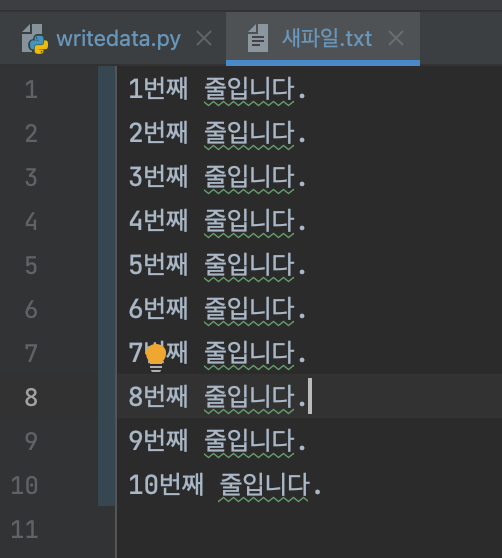 writedata.py 새파일.txt
1 1번째 줄입니다.
2 2번째 줄입니다.
3 3번째 줄입니다.
4 4번째 줄입니다.
5 5번째 줄입니다.
6 6번째 줄입니다.
7 7번째 줄입니다.
8 8번째 줄입니다.
9 9번째 줄입니다.
10 10번째 줄입니다.
11